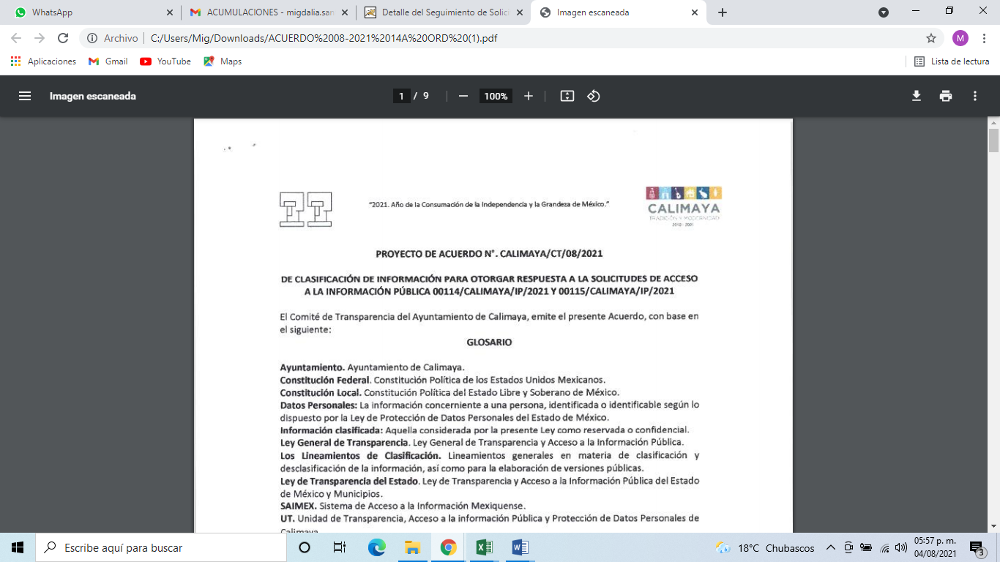 WhatsApp
ACUMULACIONES - migdalia.san
Detalle del Seguimiento de Solici
Imagen escaneada
Archivo
C:/Users/Mig/Downloads/ACUERDO%2008-2021%2014A%20ORD%20(1).pdf
M
Aplicaciones
Gmail
YouTube
Maps
Lista de lectura
Imagen escaneada
1 / 9
100%
"2021. Año de la Consumación de la Independencia y la Grandeza de México."
CALIMAYA
TRADICIÓN Y MODERNIDAD
2019 - 2021
PROYECTO DE ACUERDO N°. CALIMAYA/CT/08/2021
DE CLASIFICACIÓN DE INFORMACIÓN PARA OTORGAR RESPUESTA A LA SOLICITUDES DE ACCESO
A LA INFORMACIÓN PÚBLICA 00114/CALIMAYA/IP/2021 Y 00115/CALIMAYA/IP/2021
El Comité de Transparencia del Ayuntamiento de Calimaya, emite el presente Acuerdo, con base en
el siguiente:
GLOSARIO
Ayuntamiento. Ayuntamiento de Calimaya.
Constitución Federal. Constitución Política de los Estados Unidos Mexicanos.
Constitución Local. Constitución Política del Estado Libre y Soberano de México.
Datos Personales: La información concerniente a una persona, identificada o identificable según lo
dispuesto por la Ley de Protección de Datos Personales del Estado de México.
Información clasificada: Aquella considerada por la presente Ley como reservada o confidencial.
Ley General de Transparencia. Ley General de Transparencia y Acceso a la Información Pública.
Los Lineamientos de Clasificación. Lineamientos generales en materia de clasificación y
desclasificación de la información, así como para la elaboración de versiones públicas.
Ley de Transparencia del Estado. Ley de Transparencia y Acceso a la Información Pública del Estado
de México y Municipios.
SAIMEX. Sistema de Acceso a la Información Mexiquense.
UT. Unidad de Transparencia, Acceso a la información Pública y Protección de Datos Personales de
Calimaya
Escribe aquí para buscar
18°C Chubascos
05:57 p. m.
04/08/2021
3